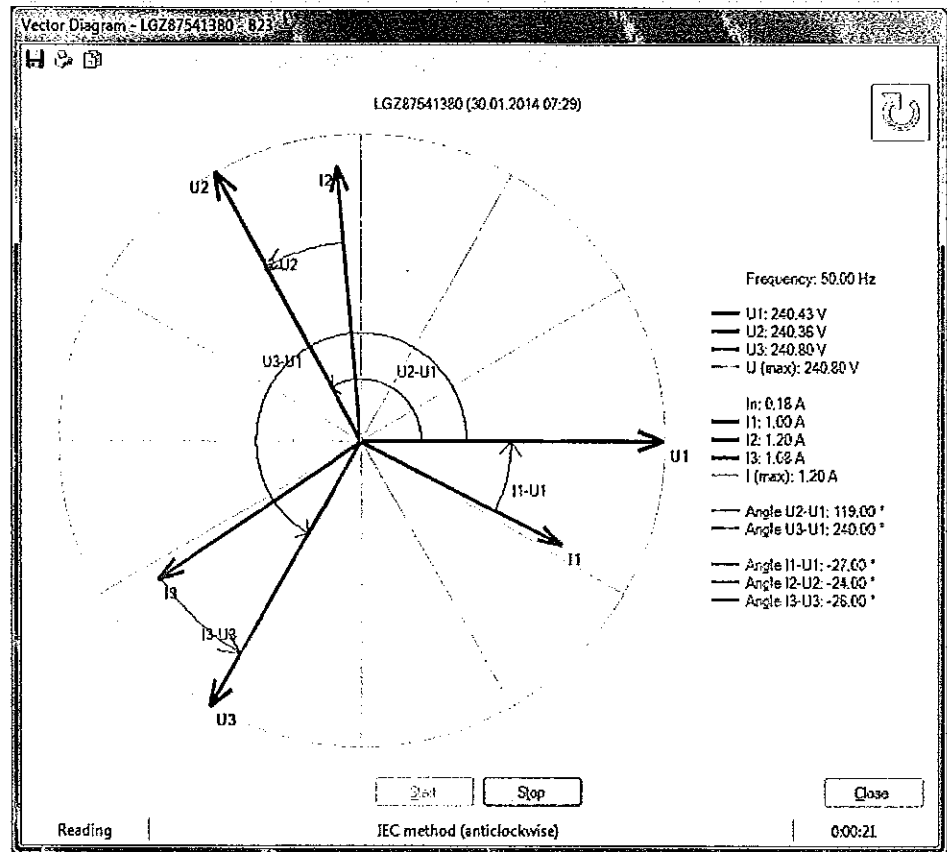 Vector Diagram - LGZ87541380 - B23
LGZ87541380 (30.01.2014 07:29)
U2
I2
I2-U2
U3-U1
U2-U1
U1
I1-U1
I1
I3
I3-U3
U3
Frequency: 50.00 Hz
U1: 240.43 V
U2: 240.36 V
U3: 240.80 V
U (max): 240.80 V
In: 0.18 A
I1: 1.00 A
I2: 1.20 A
I3: 1.08 A
I (max): 1.20 A
Angle U2-U1: 119.00 °
Angle U3-U1: 240.00 °
Angle I1-U1: -27.00 °
Angle I2-U2: -24.00 °
Angle I3-U3: -26.00 °
Start
Stop
Close
Reading
IEC method (anticlockwise)
0:00:21